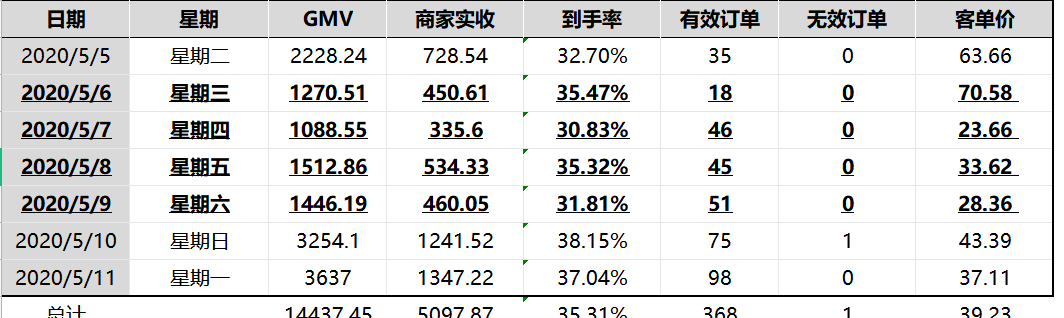 日期 星期 GMV 商家实收 到手率 有效订单 无效订单 客单价
2020/5/5 星期二 2228.24 728.54 32.70% 35 0 63.66
2020/5/6 星期三 1270.51 450.61 35.47% 18 0 70.58
2020/5/7 星期四 1088.55 335.6 30.83% 46 0 23.66
2020/5/8 星期五 1512.86 534.33 35.32% 45 0 33.62
2020/5/9 星期六 1446.19 460.05 31.81% 51 0 28.36
2020/5/10 星期日 3254.1 1241.52 38.15% 75 1 43.39
2020/5/11 星期一 3637 1347.22 37.04% 98 0 37.11
总计 14437.45 5097.87 35.31% 368 1 39.23